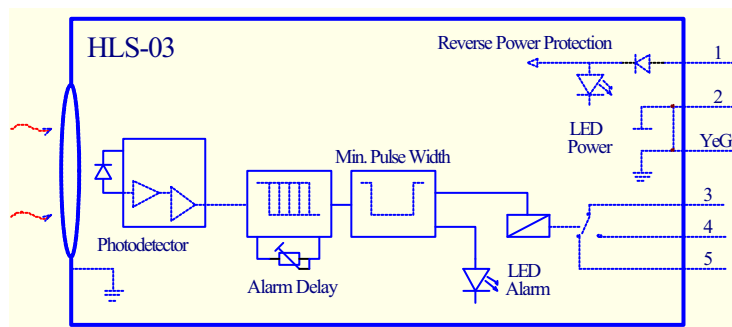 HLS-03
Reverse Power Protection
1
2
LED
Power
YeG
Min. Pulse Width
3
4
5
Photodetector
Alarm Delay
LED
Alarm